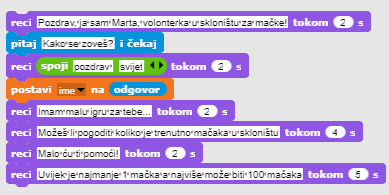 reci Pozdrav, ja sam Marta, volonterka u skloništu za mačke! tokom 2 s
pitaj Kako se zoveš? i čekaj
reci spoji pozdrav svijet tokom 2 s
postavi ime na odgovor
reci Imam malu igru za tebe... tokom 2 s
reci Možeš li pogoditi koliko je trenutno mačaka u skloništu tokom 4 s
reci Malo ću ti pomoći! tokom 2 s
reci Uvijek je najmanje 1 mačka a najviše može biti 100 mačaka tokom 5 s